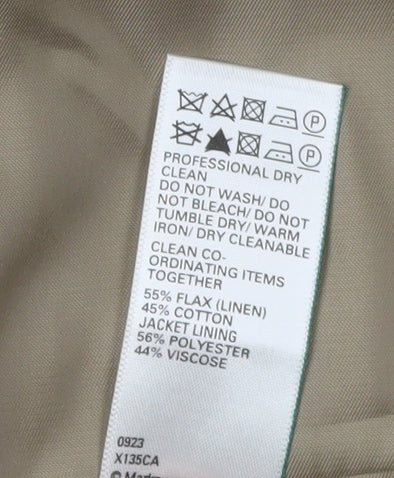 P
P
PROFESSIONAL DRY
CLEAN
DO NOT WASH/ DO
NOT BLEACH/ DO NOT
TUMBLE DRY/ WARM
IRON/ DRY CLEANABLE
CLEAN CO-
ORDINATING ITEMS
TOGETHER
55% FLAX (LINEN)
45% COTTON
JACKET LINING
56% POLYESTER
44% VISCOSE
0923
X135CA
©